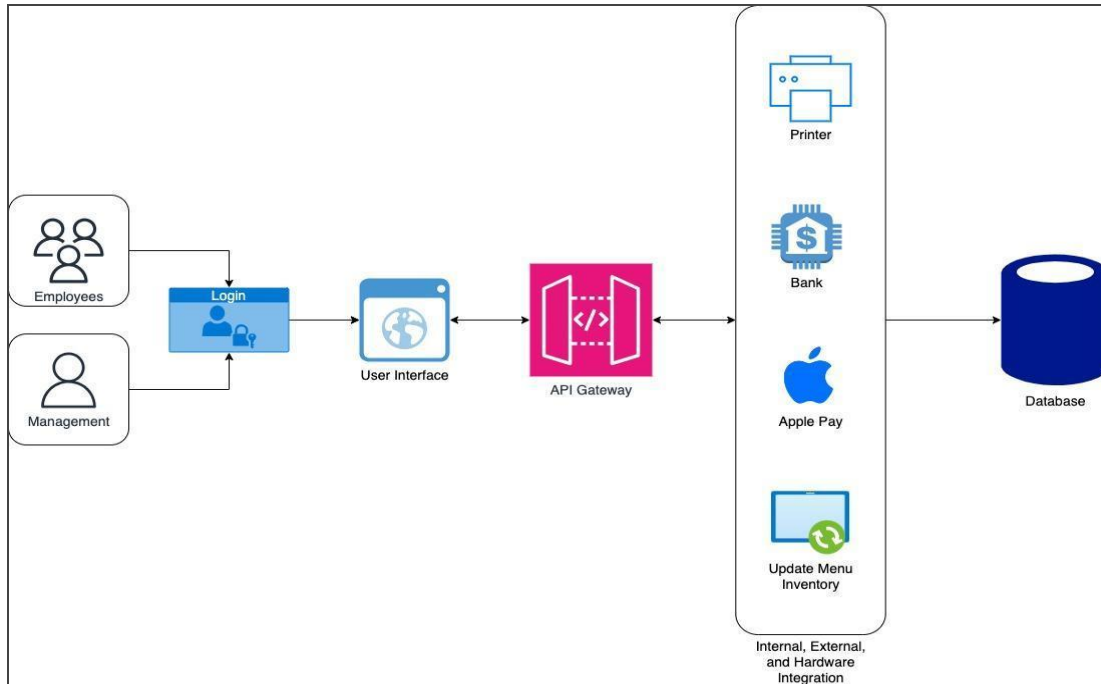 Employees
Management
Login
User Interface
</>
API Gateway
Printer
$
Bank
Apple Pay
Update Menu
Inventory
Internal, External,
and Hardware
Integration
Database